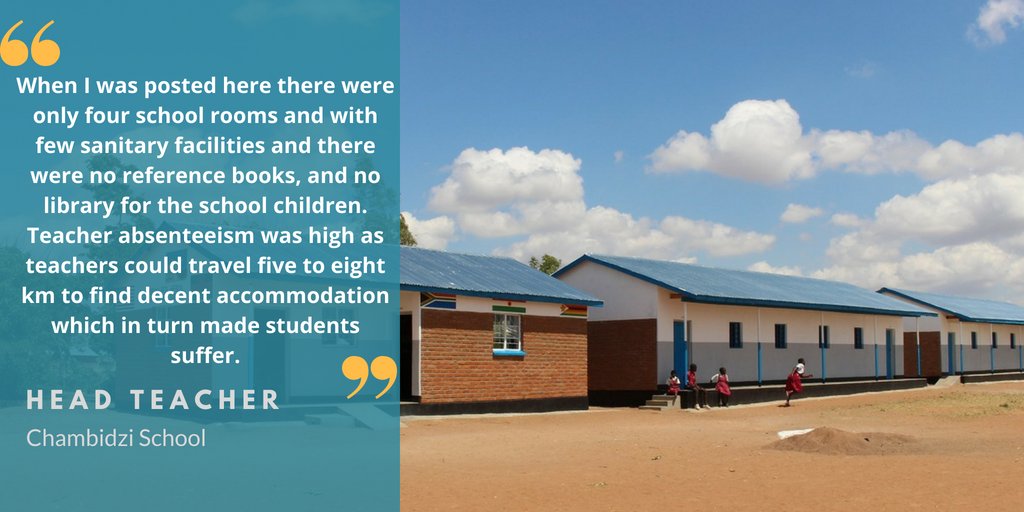 When I was posted here there were
only four school rooms and with
few sanitary facilities and there
were no reference books, and no
library for the school children.
Teacher absenteeism was high as
teachers could travel five to eight
km to find decent accommodation
which in turn made students
suffer.
HEAD TEACHER
Chambidzi School